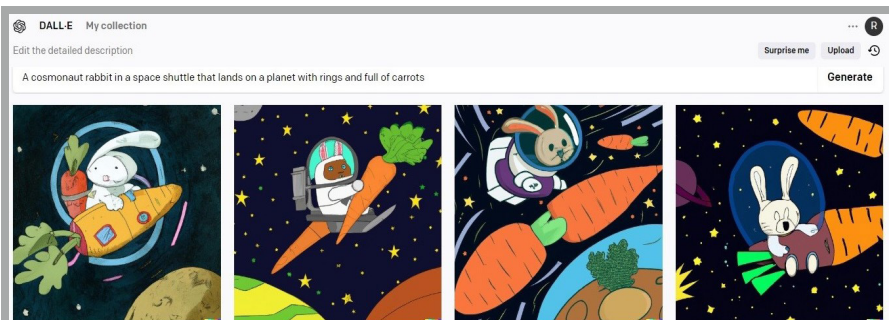 DALL·E My collection ··· R
Edit the detailed description Surprise me Upload
A cosmonaut rabbit in a space shuttle that lands on a planet with rings and full of carrots Generate